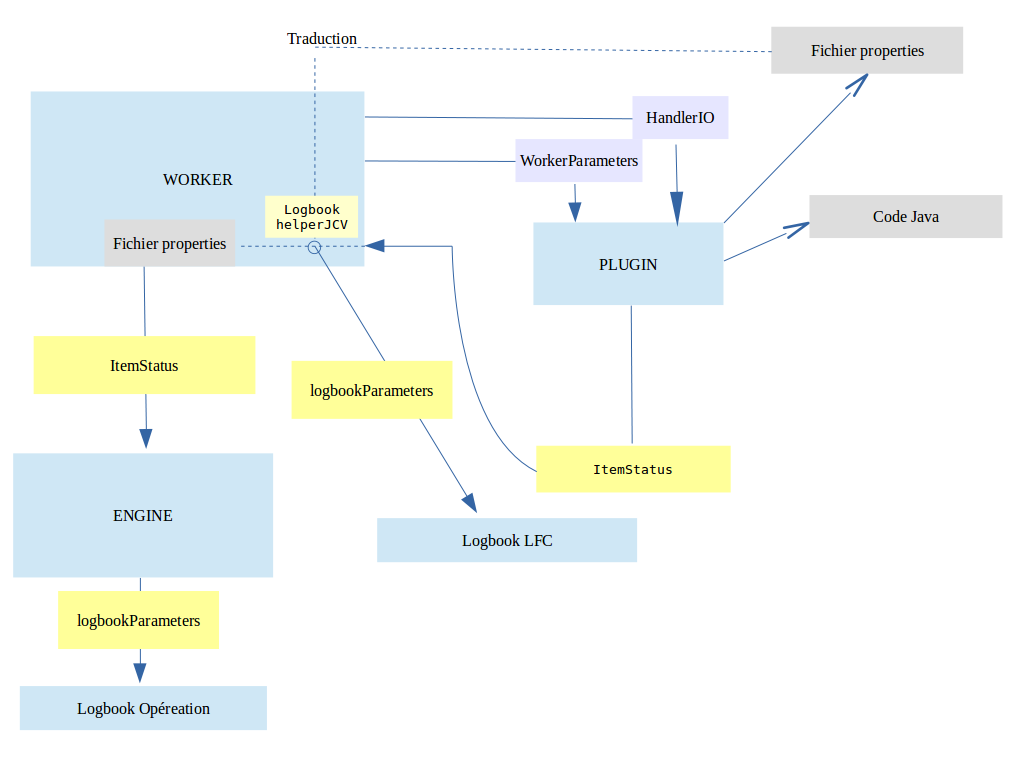 Traduction
Fichier properties
HandlerIO
WorkerParameters
WORKER
Logbook
helperJCV
Fichier properties
Code Java
PLUGIN
ItemStatus
logbookParameters
ItemStatus
ENGINE
Logbook LFC
logbookParameters
Logbook Opéreation